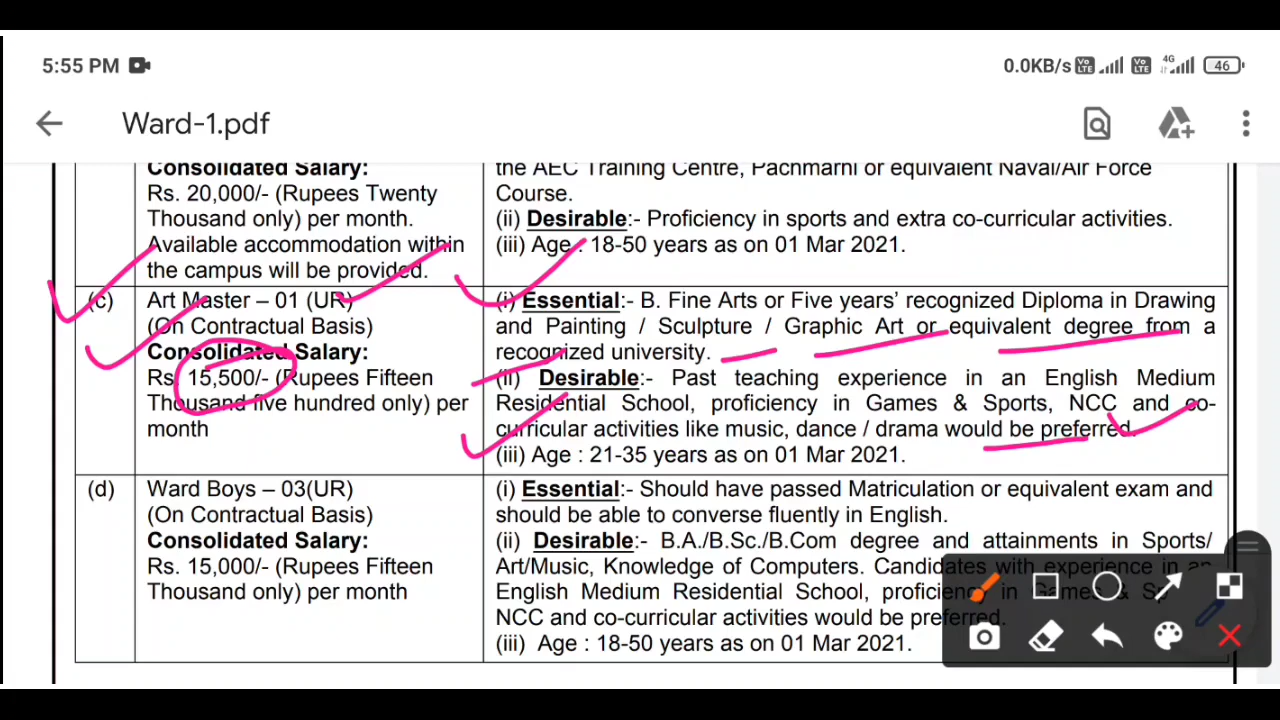 5:55 PM
0.0KB/s Vo LTE Vo LTE 4G 46
Ward-1.pdf
Consolidated Salary:
Rs. 20,000/- (Rupees Twenty
Thousand only) per month.
Available accommodation within
the campus will be provided.
the AEC Training Centre, Pachmarhi or equivalent Naval/Air Force
Course.
(ii) Desirable:- Proficiency in sports and extra co-curricular activities.
(iii) Age : 18-50 years as on 01 Mar 2021.
(c)
Art Master – 01 (UR)
(On Contractual Basis)
Consolidated Salary:
Rs. 15,500/- (Rupees Fifteen
Thousand five hundred only) per
month
(i) Essential:- B. Fine Arts or Five years' recognized Diploma in Drawing
and Painting / Sculpture / Graphic Art or equivalent degree from a
recognized university.
(ii) Desirable:- Past teaching experience in an English Medium
Residential School, proficiency in Games & Sports, NCC and co-
curricular activities like music, dance / drama would be preferred.
(iii) Age : 21-35 years as on 01 Mar 2021.
(d)
Ward Boys – 03(UR)
(On Contractual Basis)
Consolidated Salary:
Rs. 15,000/- (Rupees Fifteen
Thousand only) per month
(i) Essential:- Should have passed Matriculation or equivalent exam and
should be able to converse fluently in English.
(ii) Desirable:- B.A./B.Sc./B.Com degree and attainments in Sports/
Art/Music, Knowledge of Computers. Candidates with experience in an
English Medium Residential School, proficiency in Games & Sp
NCC and co-curricular activities would be preferred.
(iii) Age : 18-50 years as on 01 Mar 2021.